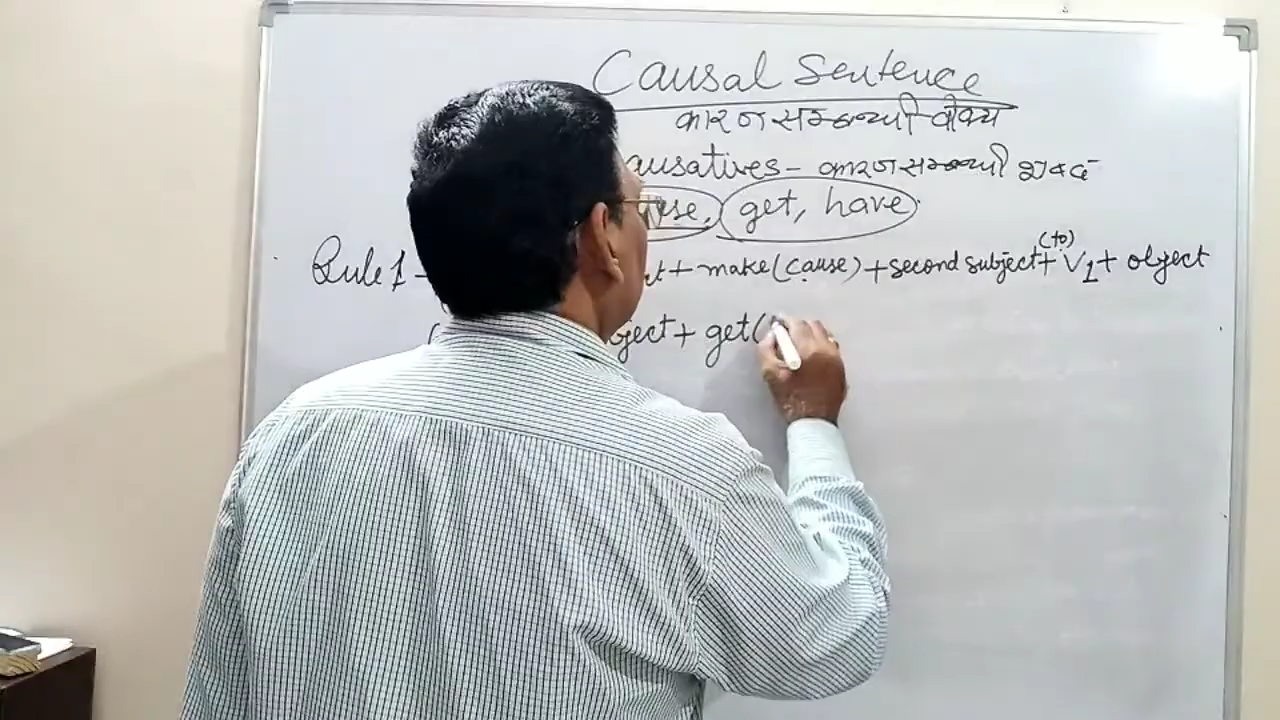 Causal Sentence
कारण सम्बन्धी वाक्य
ausatives - कारण सम्बन्धी शब्द
use, get, have
Rule 1 - t + make (cause) + second subject + (to) V1 + object
ject + get (